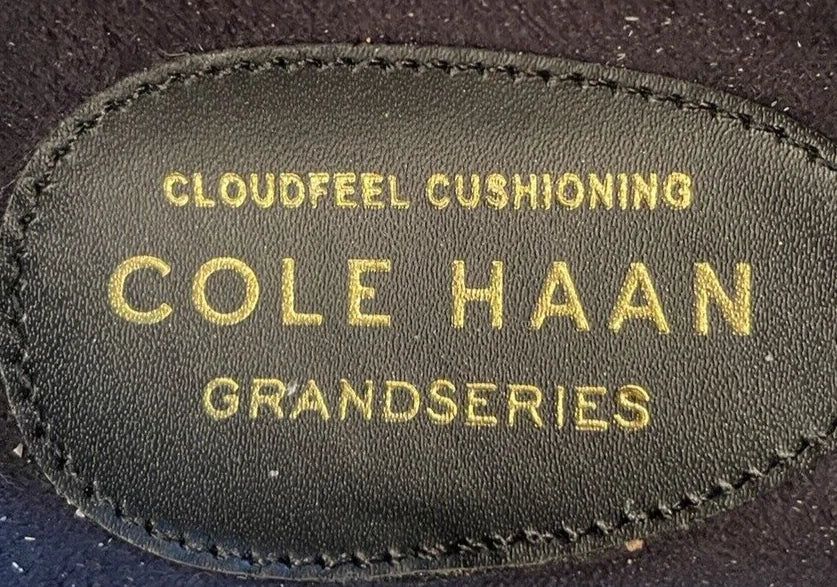 CLOUDFEEL CUSHIONING
COLE HAAN
GRANDSERIES